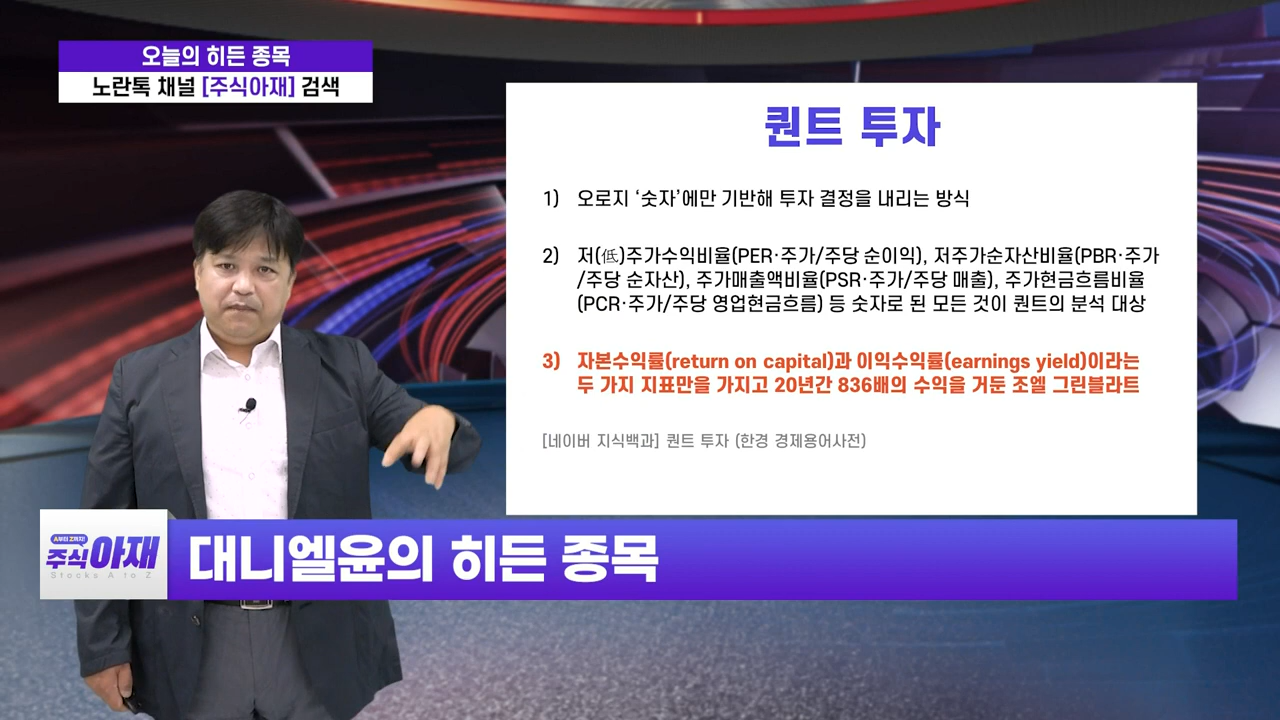 오늘의 히든 종목
노란톡 채널 [주식아재] 검색
퀀트 투자
1) 오로지 ‘숫자’에만 기반해 투자 결정을 내리는 방식
2) 저(低)주가수익비율(PER·주가/주당 순이익), 저주가순자산비율(PBR·주가
/주당 순자산), 주가매출액비율(PSR·주가/주당 매출), 주가현금흐름비율
(PCR·주가/주당 영업현금흐름) 등 숫자로 된 모든 것이 퀀트의 분석 대상
3) 자본수익률(return on capital)과 이익수익률(earnings yield)이라는
두 가지 지표만을 가지고 20년간 836배의 수익을 거둔 조엘 그린블라트
[네이버 지식백과] 퀀트 투자 (한경 경제용어사전)
A부터 Z까지!
주식아재
Stocks A to Z
대니엘윤의 히든 종목